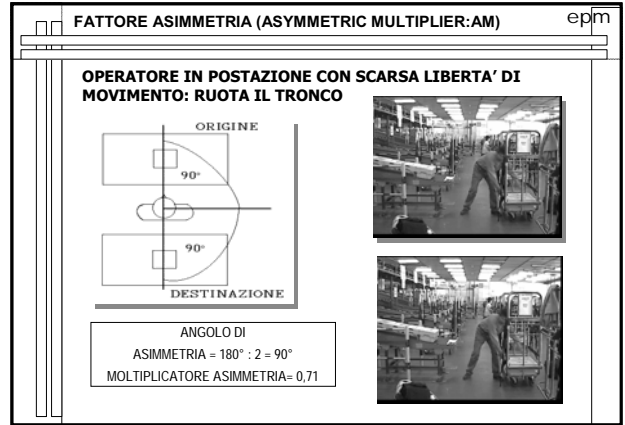 FATTORE ASIMMETRIA (ASYMMETRIC MULTIPLIER:AM)
epm
OPERATORE IN POSTAZIONE CON SCARSA LIBERTA’ DI
MOVIMENTO: RUOTA IL TRONCO
ORIGINE
90°
90°
DESTINAZIONE
ANGOLO DI
ASIMMETRIA = 180° : 2 = 90°
MOLTIPLICATORE ASIMMETRIA= 0,71